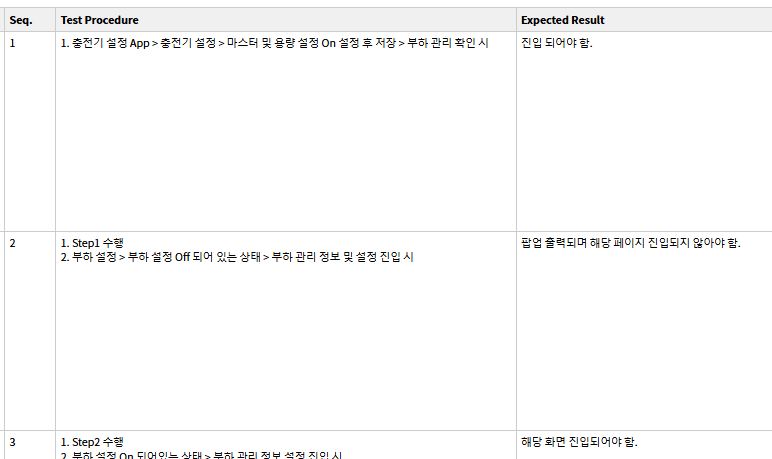 Seq. Test Procedure Expected Result
1 1. 충전기 설정 App > 충전기 설정 > 마스터 및 용량 설정 On 설정 후 저장 > 부하 관리 확인 시 진입 되어야 함.
2 1. Step1 수행 팝업 출력되며 해당 페이지 진입되지 않아야 함.
2. 부하 설정 > 부하 설정 Off 되어 있는 상태 > 부하 관리 정보 및 설정 진입 시
3 1. Step2 수행 해당 화면 진입되어야 함.
2. 부하 설정 On 되어있는 상태 > 부하 관리 정보 설정 진입 시